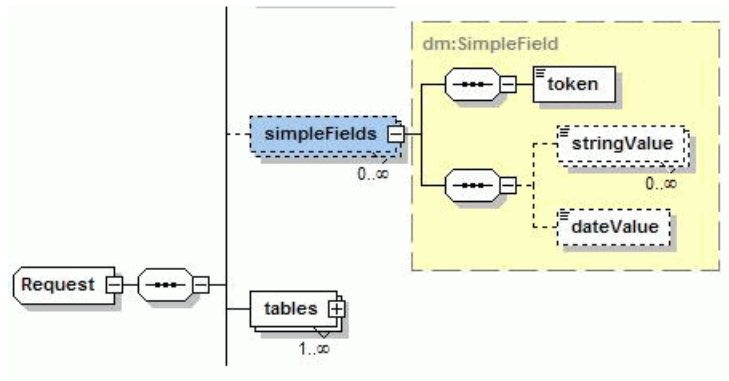 dm:SimpleField
token
simpleFields
0..∞
stringValue
0..∞
dateValue
Request
tables
1..∞